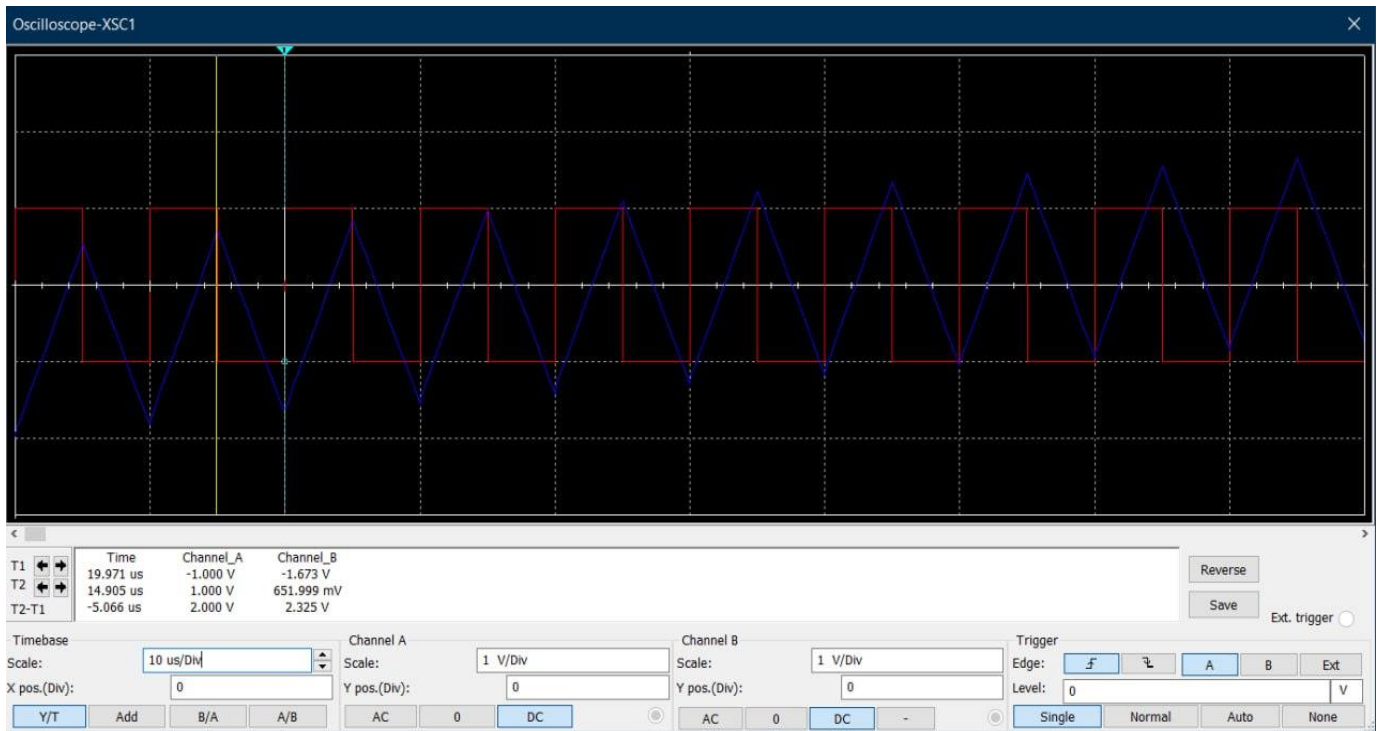 Oscilloscope-XSC1
1
T1
T2
T2-T1
Time Channel_A Channel_B
19.971 us -1.000 V -1.673 V
14.905 us 1.000 V 651.999 mV
-5.066 us 2.000 V 2.325 V
Reverse
Save
Ext. trigger
Timebase
Scale: 10 us/Div
X pos.(Div): 0
Y/T Add B/A A/B
Channel A
Scale: 1 V/Div
Y pos.(Div): 0
AC 0 DC
Channel B
Scale: 1 V/Div
Y pos.(Div): 0
AC 0 DC -
Trigger
Edge: A B Ext
Level: 0 V
Single Normal Auto None